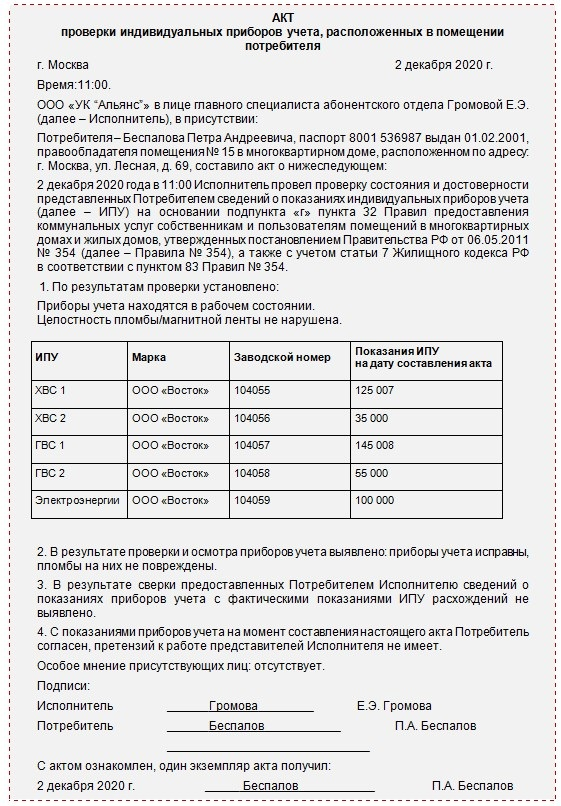 АКТ
проверки индивидуальных приборов учета, расположенных в помещении
потребителя
г. Москва 2 декабря 2020 г.
Время:11:00.
ООО «УК “Альянс”» в лице главного специалиста абонентского отдела Громовой Е.Э.
(далее – Исполнитель), в присутствии:
Потребителя – Беспалова Петра Андреевича, паспорт 8001 536987 выдан 01.02.2001,
правообладателя помещения № 15 в многоквартирном доме, расположенном по адресу:
г. Москва, ул. Лесная, д. 69, составило акт о нижеследующем:
2 декабря 2020 года в 11:00 Исполнитель провел проверку состояния и достоверности
представленных Потребителем сведений о показаниях индивидуальных приборов учета
(далее – ИПУ) на основании подпункта «г» пункта 32 Правил предоставления
коммунальных услуг собственникам и пользователям помещений в многоквартирных
домах и жилых домов, утвержденных постановлением Правительства РФ от 06.05.2011
№ 354 (далее – Правила № 354), а также с учетом статьи 7 Жилищного кодекса РФ
в соответствии с пунктом 83 Правил № 354.
1. По результатам проверки установлено:
Приборы учета находятся в рабочем состоянии.
Целостность пломбы/магнитной ленты не нарушена.
ИПУ Марка Заводской номер Показания ИПУ
на дату составления акта
ХВС 1 ООО «Восток» 104055 125 007
ХВС 2 ООО «Восток» 104056 35 000
ГВС 1 ООО «Восток» 104057 145 008
ГВС 2 ООО «Восток» 104058 55 000
Электроэнергии ООО «Восток» 104059 100 000
2. В результате проверки и осмотра приборов учета выявлено: приборы учета исправны,
пломбы на них не повреждены.
3. В результате сверки предоставленных Потребителем Исполнителю сведений о
показаниях приборов учета с фактическими показаниями ИПУ расхождений не
выявлено.
4. С показаниями приборов учета на момент составления настоящего акта Потребитель
согласен, претензий к работе представителей Исполнителя не имеет.
Особое мнение присутствующих лиц: отсутствует.
Подписи:
Исполнитель Громова Е.Э. Громова
Потребитель Беспалов П.А. Беспалов
С актом ознакомлен, один экземпляр акта получил:
2 декабря 2020 г. Беспалов П.А. Беспалов